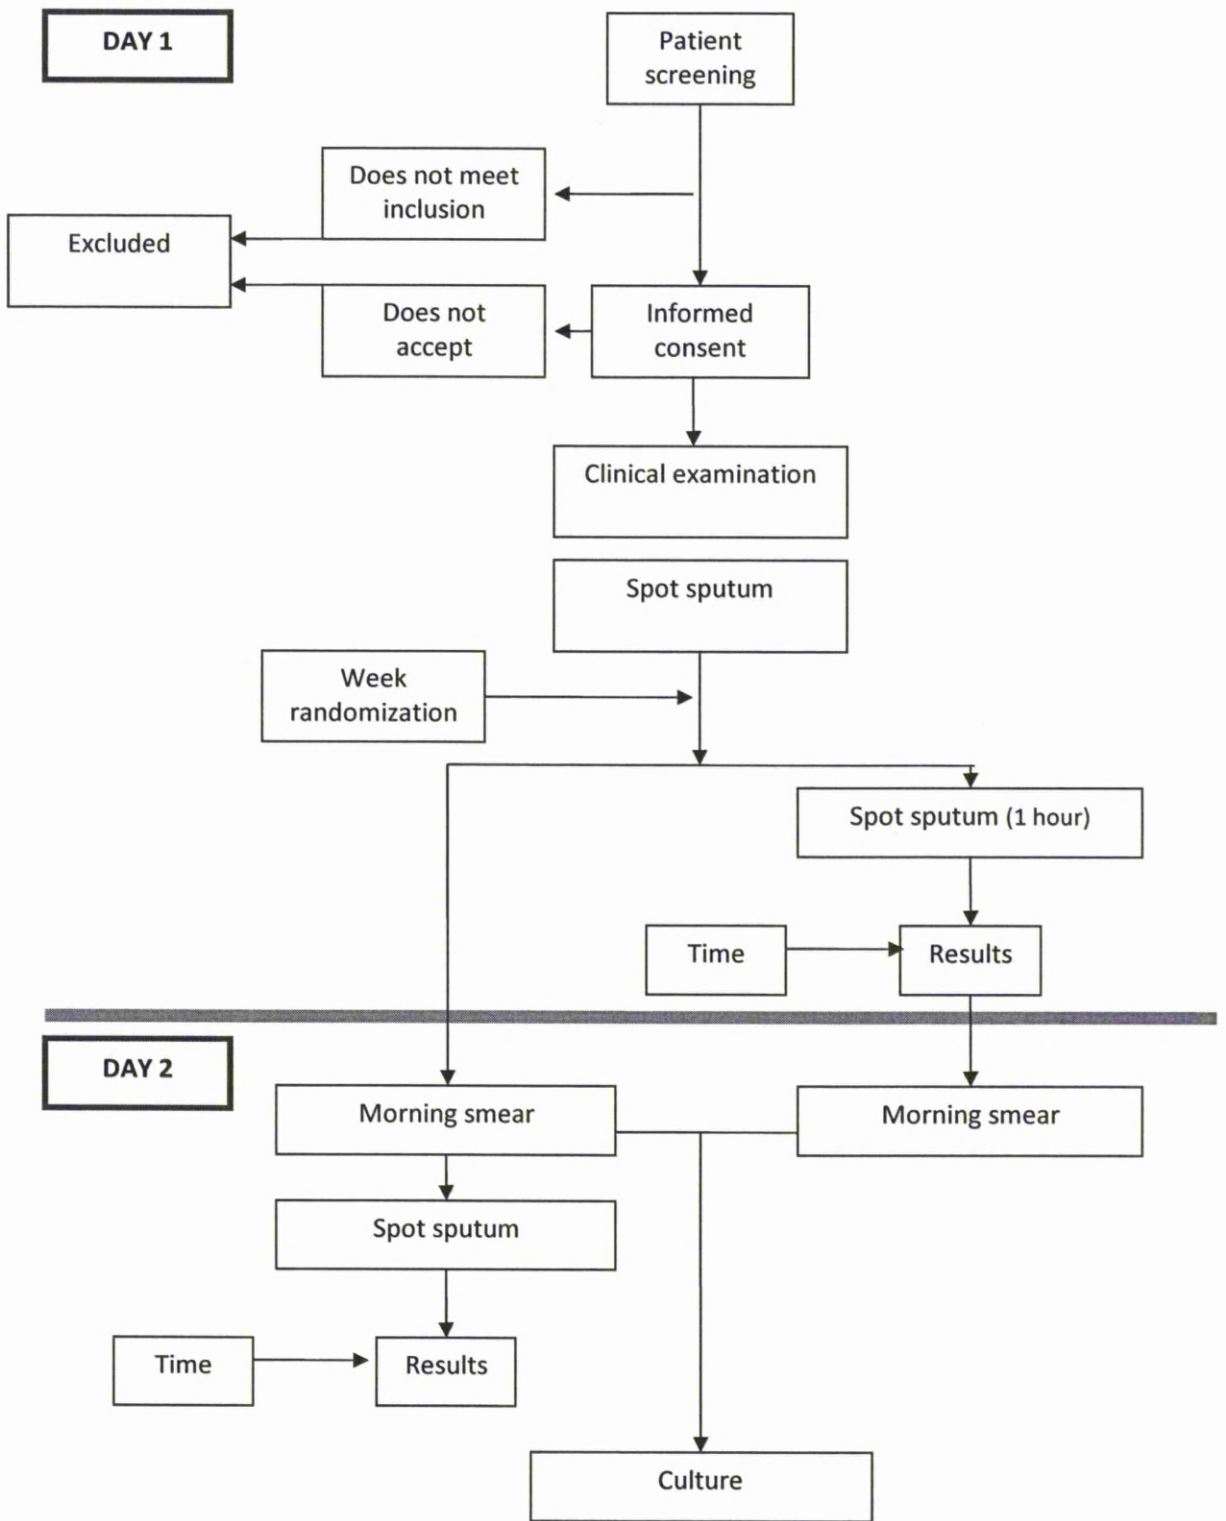 DAY 1
Patient
screening
Does not meet
inclusion
Excluded
Does not
accept
Informed
consent
Clinical examination
Spot sputum
Week
randomization
Spot sputum (1 hour)
Time
Results
DAY 2
Morning smear
Morning smear
Spot sputum
Time
Results
Culture